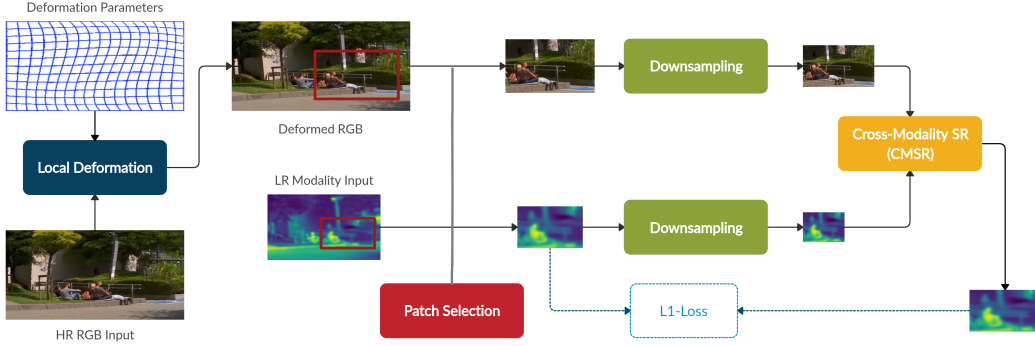 Deformation Parameters
Local Deformation
HR RGB Input
Deformed RGB
LR Modality Input
Patch Selection
Downsampling
Downsampling
Cross-Modality SR
(CMSR)
L1-Loss